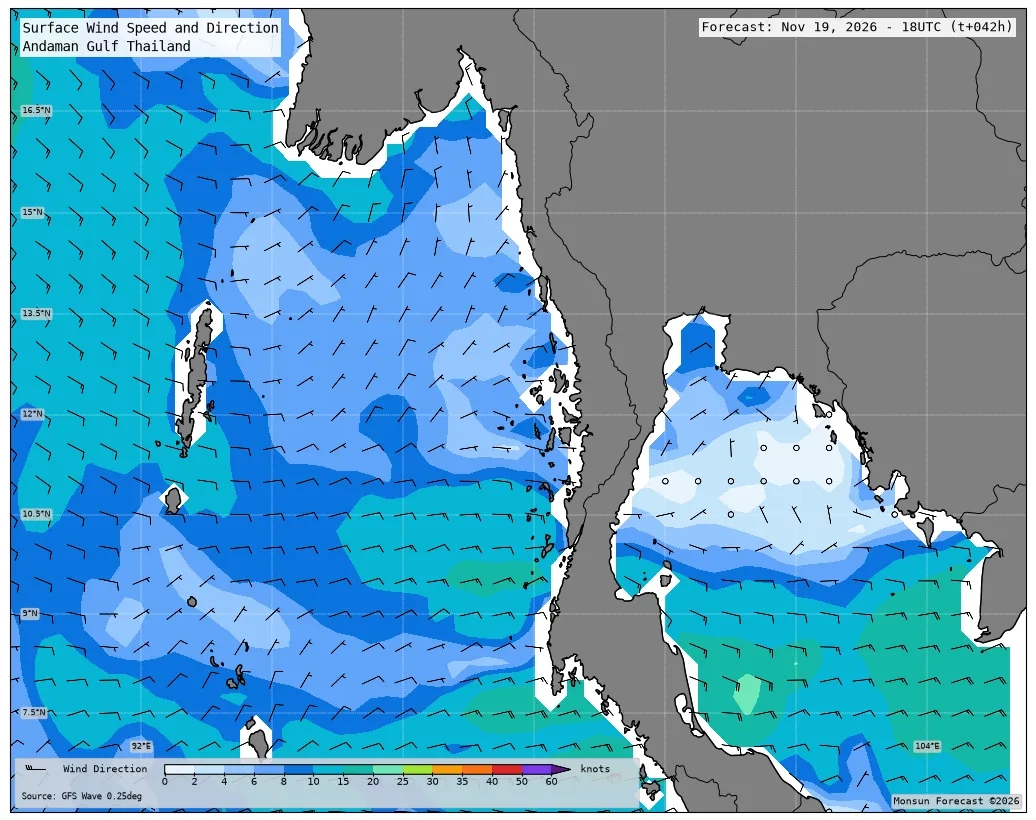 Surface Wind Speed and Direction
Andaman Gulf Thailand
Forecast: Nov 19, 2026 - 18UTC (t+042h)
16.5°N
15°N
13.5°N
12°N
10.5°N
9°N
7.5°N
92°E
104°E
Wind Direction
0 2 4 6 8 10 15 20 25 30 35 40 50 60
knots
Source: GFS Wave 0.25deg
Monsun Forecast ©2026